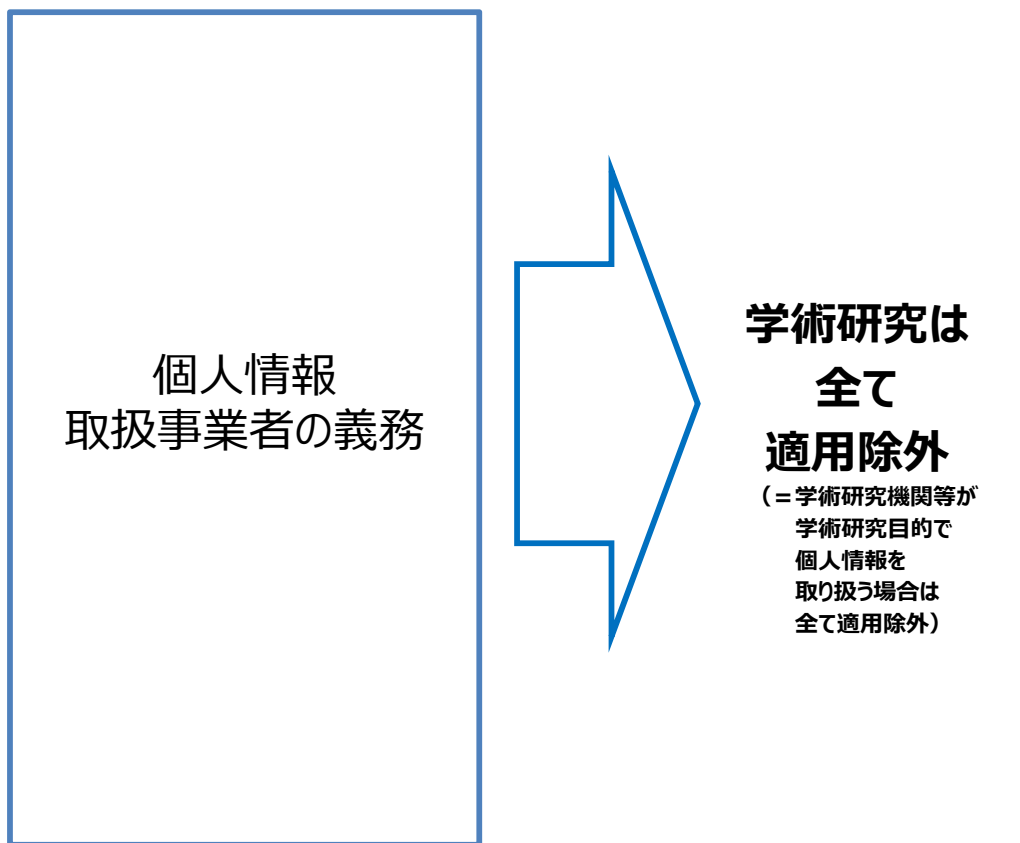 個人情報
取扱事業者の義務
学術研究は
全て
適用除外
(=学術研究機関等が
学術研究目的で
個人情報を
取り扱う場合は
全て適用除外)